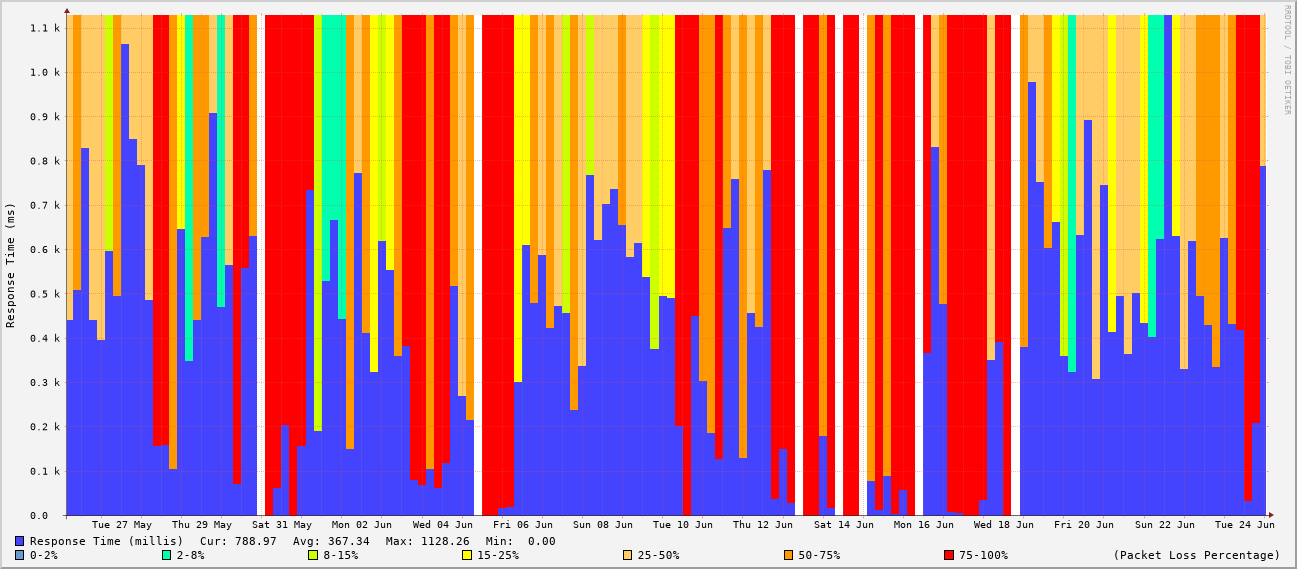 RRDTOOL / TOBI OETIKER
Response Time (ms)
1.1 k
1.0 k
0.9 k
0.8 k
0.7 k
0.6 k
0.5 k
0.4 k
0.3 k
0.2 k
0.1 k
0.0
Tue 27 May Thu 29 May Sat 31 May Mon 02 Jun Wed 04 Jun Fri 06 Jun Sun 08 Jun Tue 10 Jun Thu 12 Jun Sat 14 Jun Mon 16 Jun Wed 18 Jun Fri 20 Jun Sun 22 Jun Tue 24 Jun
Response Time (millis) Cur: 788.97 Avg: 367.34 Max: 1128.26 Min: 0.00
0-2% 2-8% 8-15% 15-25% 25-50% 50-75% 75-100% (Packet Loss Percentage)